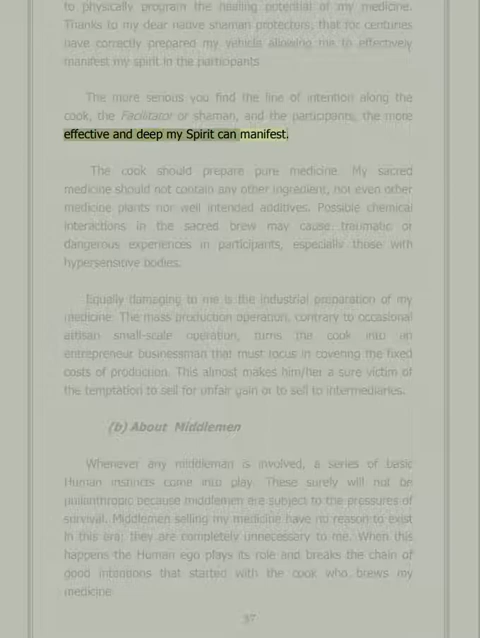 to physically program the healing potential of my medicine.
Thanks to my dear native shaman protectors, that for centuries
have correctly prepared my vehicle allowing me to effectively
manifest my spirit in the participants
The more serious you find the line of intention along the
cook, the Facilitator or shaman, and the participants, the more
effective and deep my Spirit can manifest.
The cook should prepare pure medicine. My sacred
medicine should not contain any other ingredient, not even other
medicine plants nor well intended additives. Possible chemical
interactions in the sacred brew may cause traumatic or
dangerous experiences in participants, especially those with
hypersensitive bodies.
Equally damaging to me is the industrial preparation of my
medicine. The mass production operation, contrary to occasional
artisan small-scale operation, turns the cook into an
entrepreneur businessman that must focus in covering the fixed
costs of production. This almost makes him/her a sure victim of
the temptation to sell for unfair gain or to sell to intermediaries.
(b) About Middlemen
Whenever any middleman is involved, a series of basic
Human instincts come into play. These surely will not be
philanthropic because middlemen are subject to the pressures of
survival. Middlemen selling my medicine have no reason to exist
in this era; they are completely unnecessary to me. When this
happens the Human ego plays its role and breaks the chain of
good intentions that started with the cook who brews my
medicine.
37